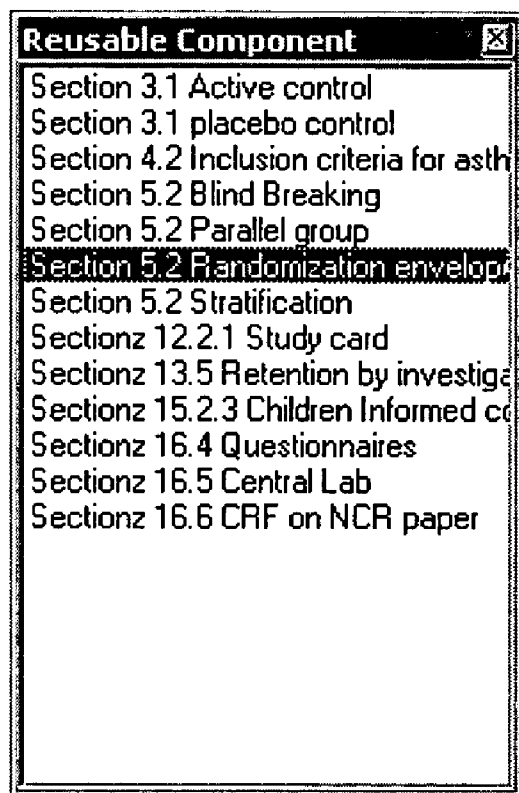 Reusable Component
Section 3.1 Active control
Section 3.1 placebo control
Section 4.2 Inclusion criteria for asth
Section 5.2 Blind Breaking
Section 5.2 Parallel group
Section 5.2 Randomization envelop
Section 5.2 Stratification
Sectionz 12.2.1 Study card
Sectionz 13.5 Retention by investiga
Sectionz 15.2.3 Children Informed co
Sectionz 16.4 Questionnaires
Sectionz 16.5 Central Lab
Sectionz 16.6 CRF on NCR paper